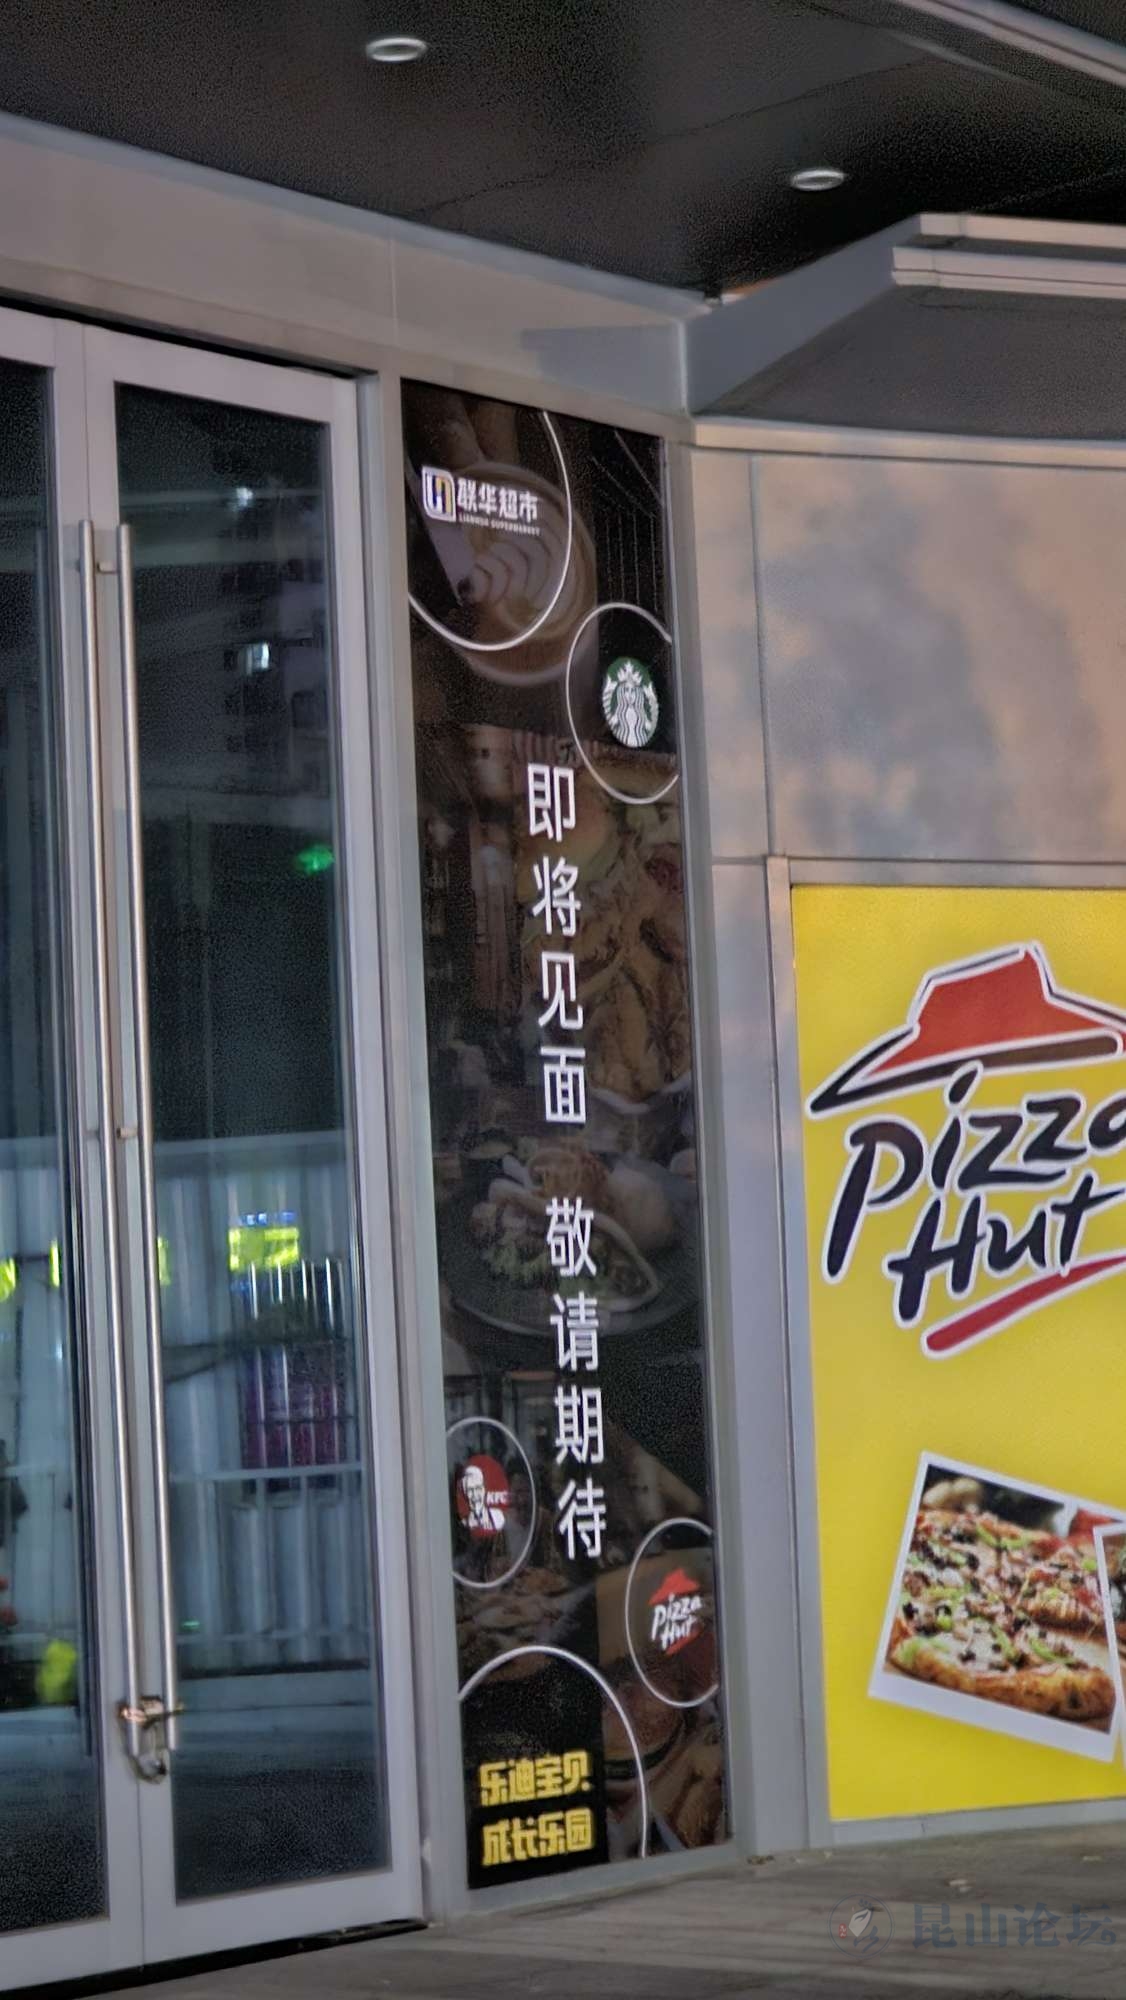 联华超市
LIANHUA SUPERMARKET
即将见面 敬请期待
KFC
Pizza
Hut
乐迪宝贝
成长乐园
Pizza
Hut
昆山论坛